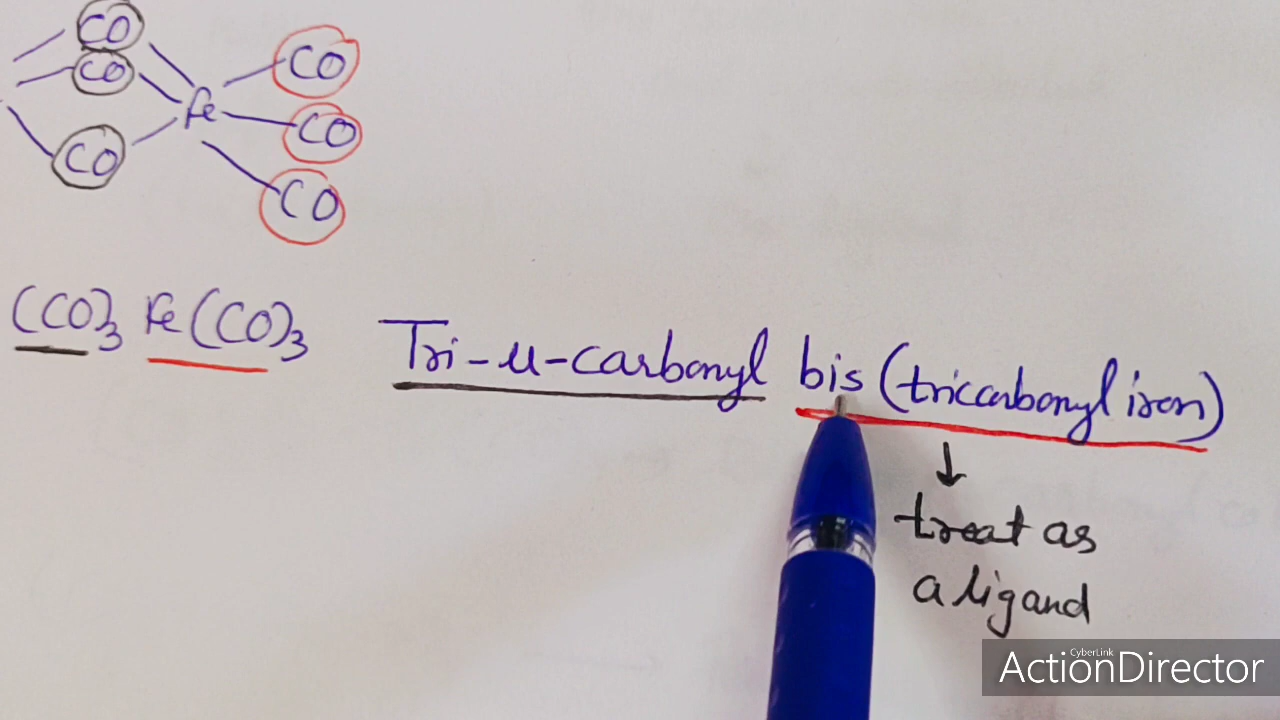 CO
CO
CO
Fe
CO
CO
CO
(CO)3 Fe (CO)3
Tri-μ-carbonyl bis (tricarbonyl iron)
↓
treat as
a ligand
CyberLink
ActionDirector